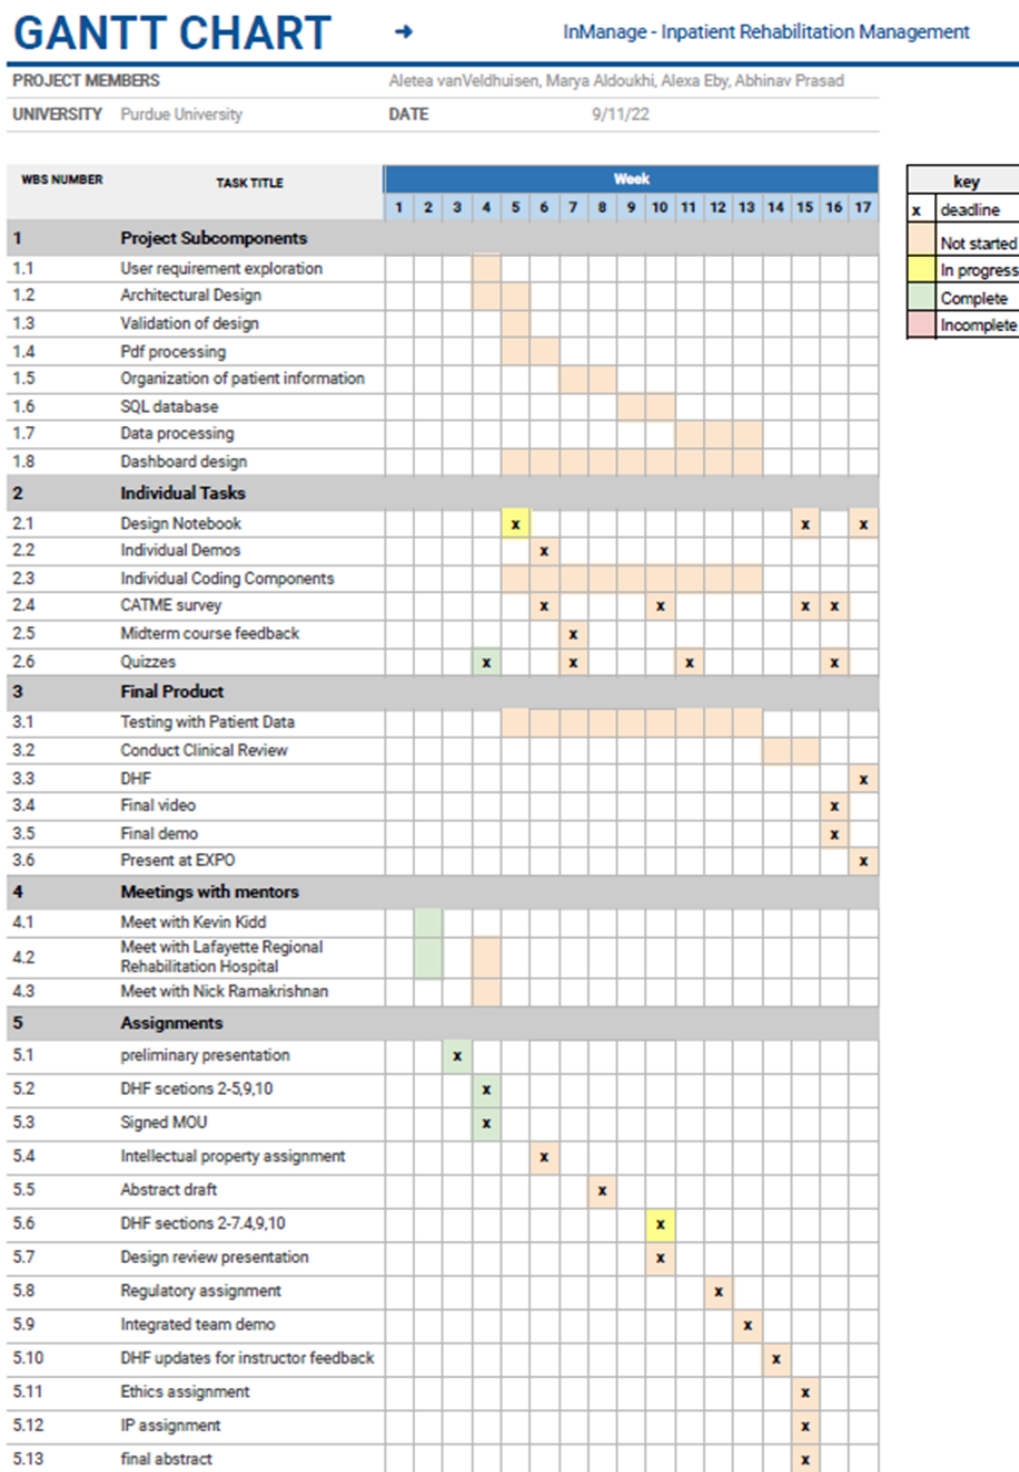 GANTT CHART → InManage - Inpatient Rehabilitation Management
PROJECT MEMBERS Aletea vanVeldhuisen, Marya Aldoukhi, Alexa Eby, Abhinav Prasad
UNIVERSITY Purdue University DATE 9/11/22
WBS NUMBER TASK TITLE Week
1 2 3 4 5 6 7 8 9 10 11 12 13 14 15 16 17
key
x deadline
Not started
In progress
Complete
Incomplete
1 Project Subcomponents
1.1 User requirement exploration
1.2 Architectural Design
1.3 Validation of design
1.4 Pdf processing
1.5 Organization of patient information
1.6 SQL database
1.7 Data processing
1.8 Dashboard design
2 Individual Tasks
2.1 Design Notebook x x x
2.2 Individual Demos x
2.3 Individual Coding Components
2.4 CATME survey x x x x
2.5 Midterm course feedback x
2.6 Quizzes x x x x
3 Final Product
3.1 Testing with Patient Data
3.2 Conduct Clinical Review
3.3 DHF x
3.4 Final video x
3.5 Final demo x
3.6 Present at EXPO x
4 Meetings with mentors
4.1 Meet with Kevin Kidd
4.2 Meet with Lafayette Regional
Rehabilitation Hospital
4.3 Meet with Nick Ramakrishnan
5 Assignments
5.1 preliminary presentation x
5.2 DHF scetions 2-5,9,10 x
5.3 Signed MOU x
5.4 Intellectual property assignment x
5.5 Abstract draft x
5.6 DHF sections 2-7.4,9,10 x
5.7 Design review presentation x
5.8 Regulatory assignment x
5.9 Integrated team demo x
5.10 DHF updates for instructor feedback x
5.11 Ethics assignment x
5.12 IP assignment x
5.13 final abstract x